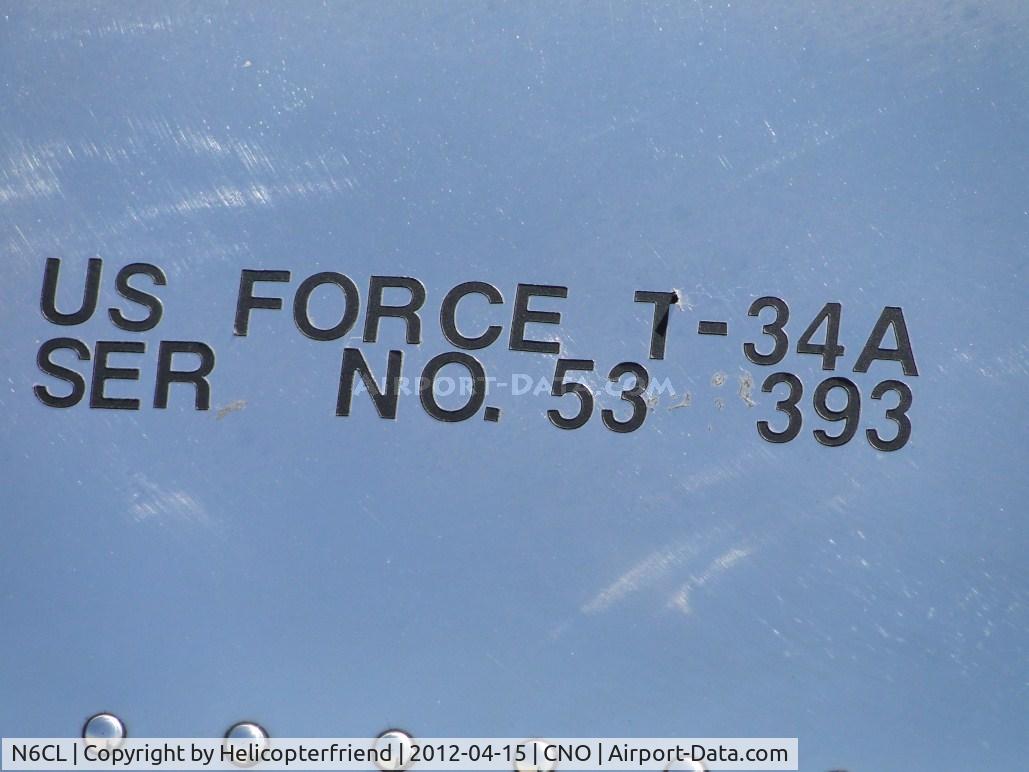 US FORCE T-34A
SER NO. 53 393
AIRPORT-DATA.COM
N6CL | Copyright by Helicopterfriend | 2012-04-15 | CNO | Airport-Data.com